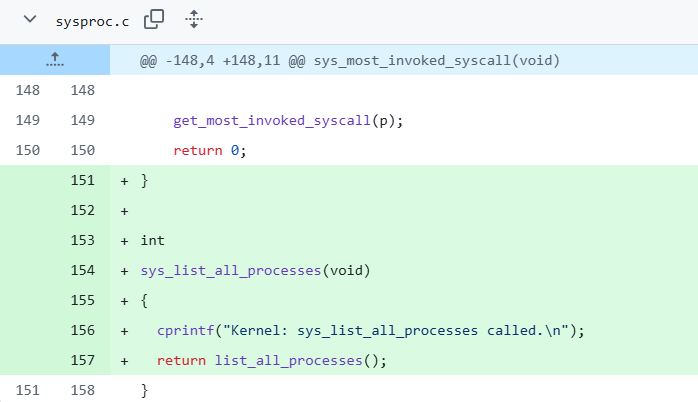 sysproc.c
@@ -148,4 +148,11 @@ sys_most_invoked_syscall(void)
148 148
149 149 get_most_invoked_syscall(p);
150 150 return 0;
151 + }
152 +
153 + int
154 + sys_list_all_processes(void)
155 + {
156 + cprintf("Kernel: sys_list_all_processes called.\n");
157 + return list_all_processes();
151 158 }